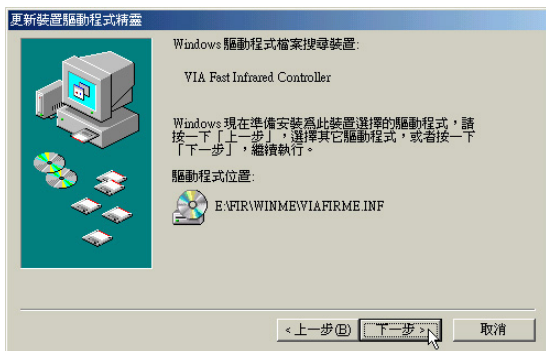 更新裝置驅動程式精靈
Windows 驅動程式檔案搜尋裝置:
VIA Fast Infrared Controller
Windows 現在準備安裝為此裝置選擇的驅動程式，請
按一下「上一步」，選擇其它驅動程式，或者按一下
「下一步」，繼續執行。
驅動程式位置:
E:\FIR\WINME\VIAFIRME.INF
< 上一步(B)
下一步 >
取消